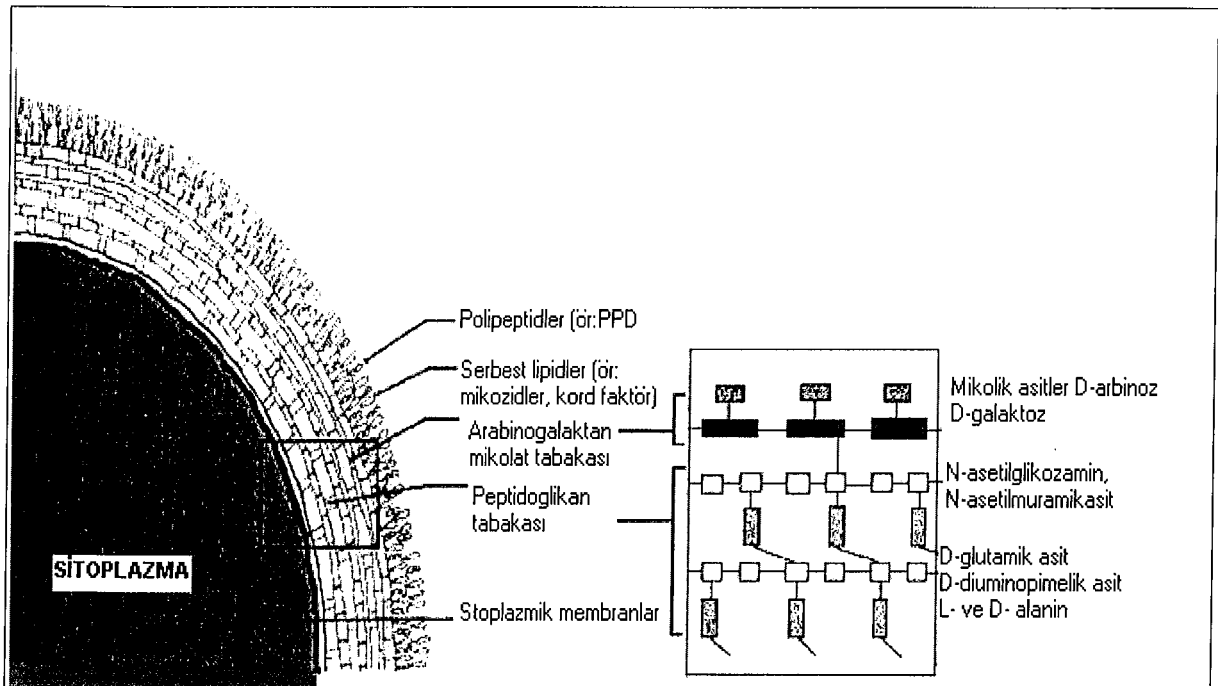 Polipeptidler (ör:PPD
Serbest lipidler (ör:
mikozidler, kord faktör)
Arabinogalaktan
mikolat tabakası
Peptidoglikan
tabakası
SİTOPLAZMA
Stoplazmik membranlar
Mikolik asitler D-arbinoz
D-galaktoz
N-asetilglikozamin,
N-asetilmuramikasit
D-glutamik asit
D-diuminopimelik asit
L- ve D- alanin